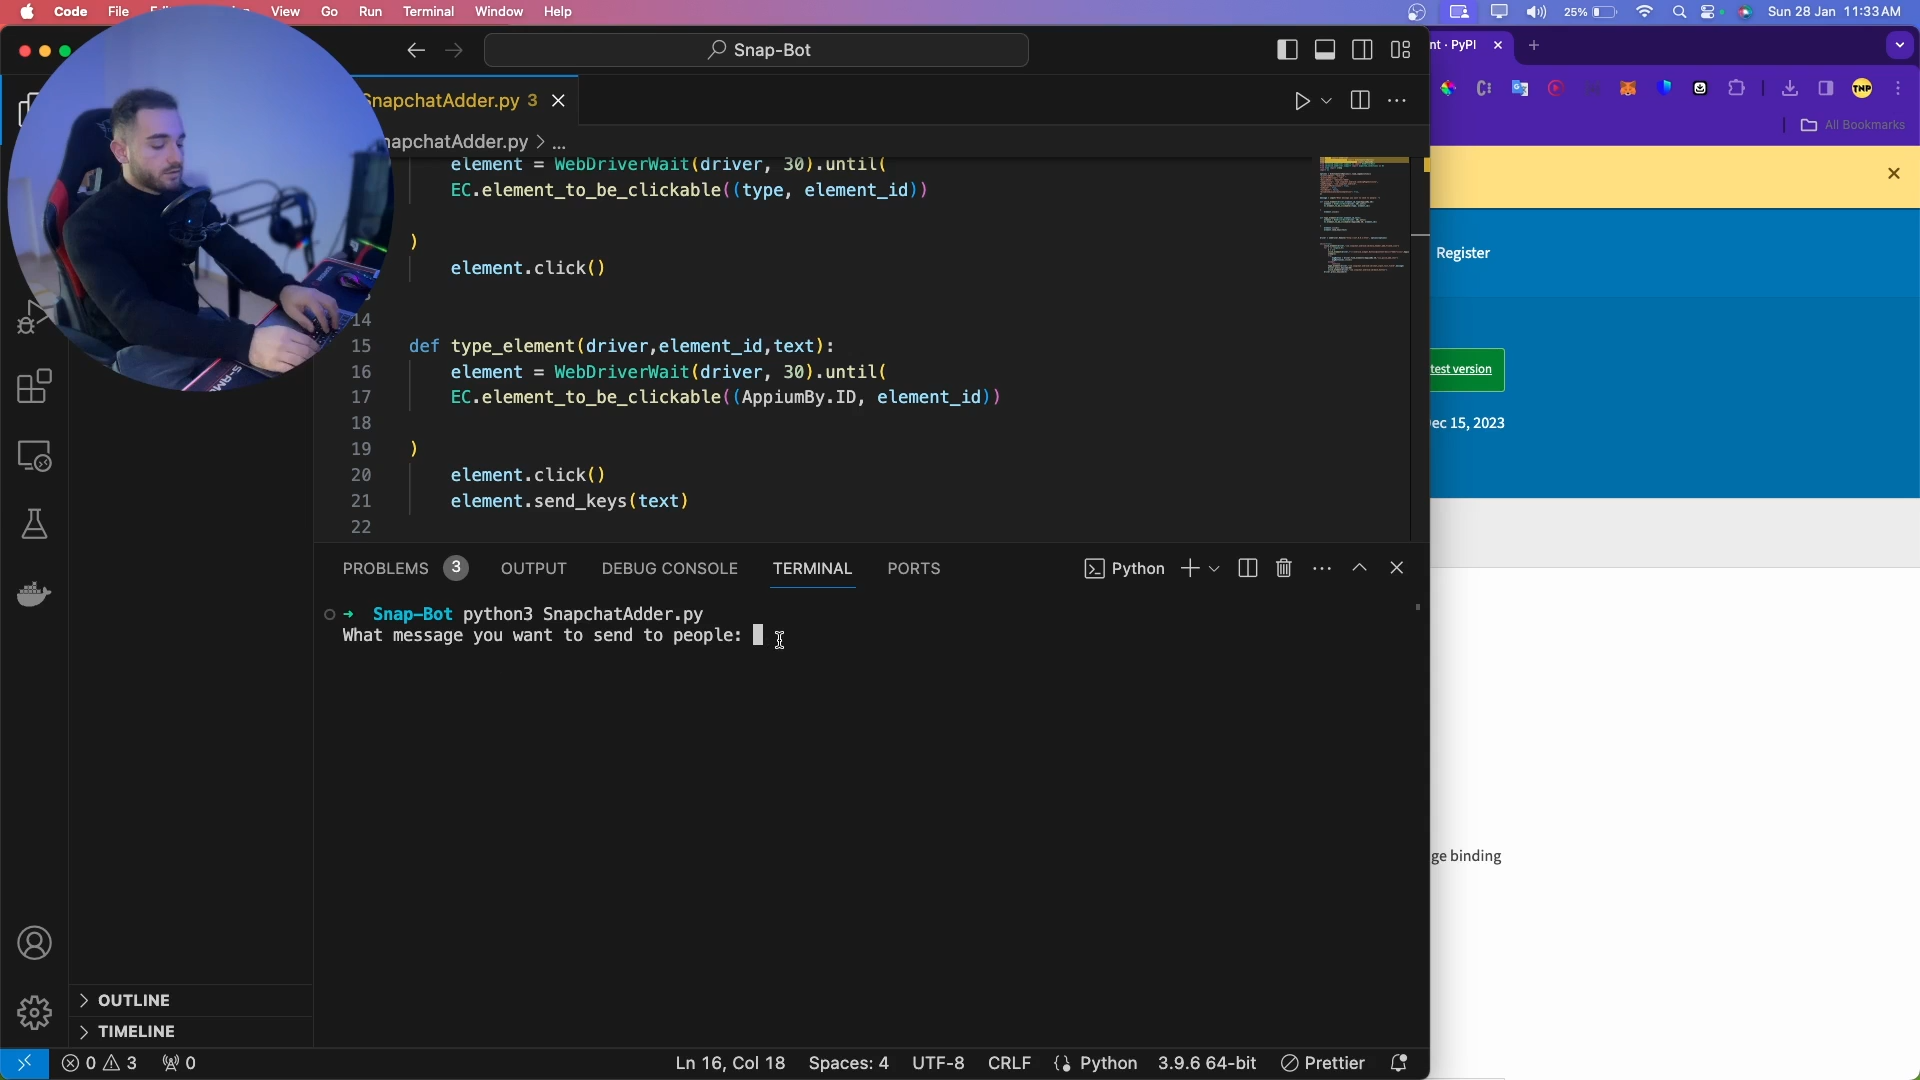 Code File View Go Run Terminal Window Help 25% Sun 28 Jan 11:33 AM
Snap-Bot
nt · PyPI
SnapchatAdder.py 3
TNP
All Bookmarks
napchatAdder.py > ...
element = WebDriverWait(driver, 30).until(
EC.element_to_be_clickable((type, element_id))
)
element.click()
14
15 def type_element(driver,element_id,text):
16 element = WebDriverWait(driver, 30).until(
17 EC.element_to_be_clickable((AppiumBy.ID, element_id))
18
19 )
20 element.click()
21 element.send_keys(text)
22
Register
test version
ec 15, 2023
PROBLEMS 3 OUTPUT DEBUG CONSOLE TERMINAL PORTS Python
→ Snap-Bot python3 SnapchatAdder.py
What message you want to send to people:
ge binding
OUTLINE
TIMELINE
0 3 0 Ln 16, Col 18 Spaces: 4 UTF-8 CRLF Python 3.9.6 64-bit Prettier